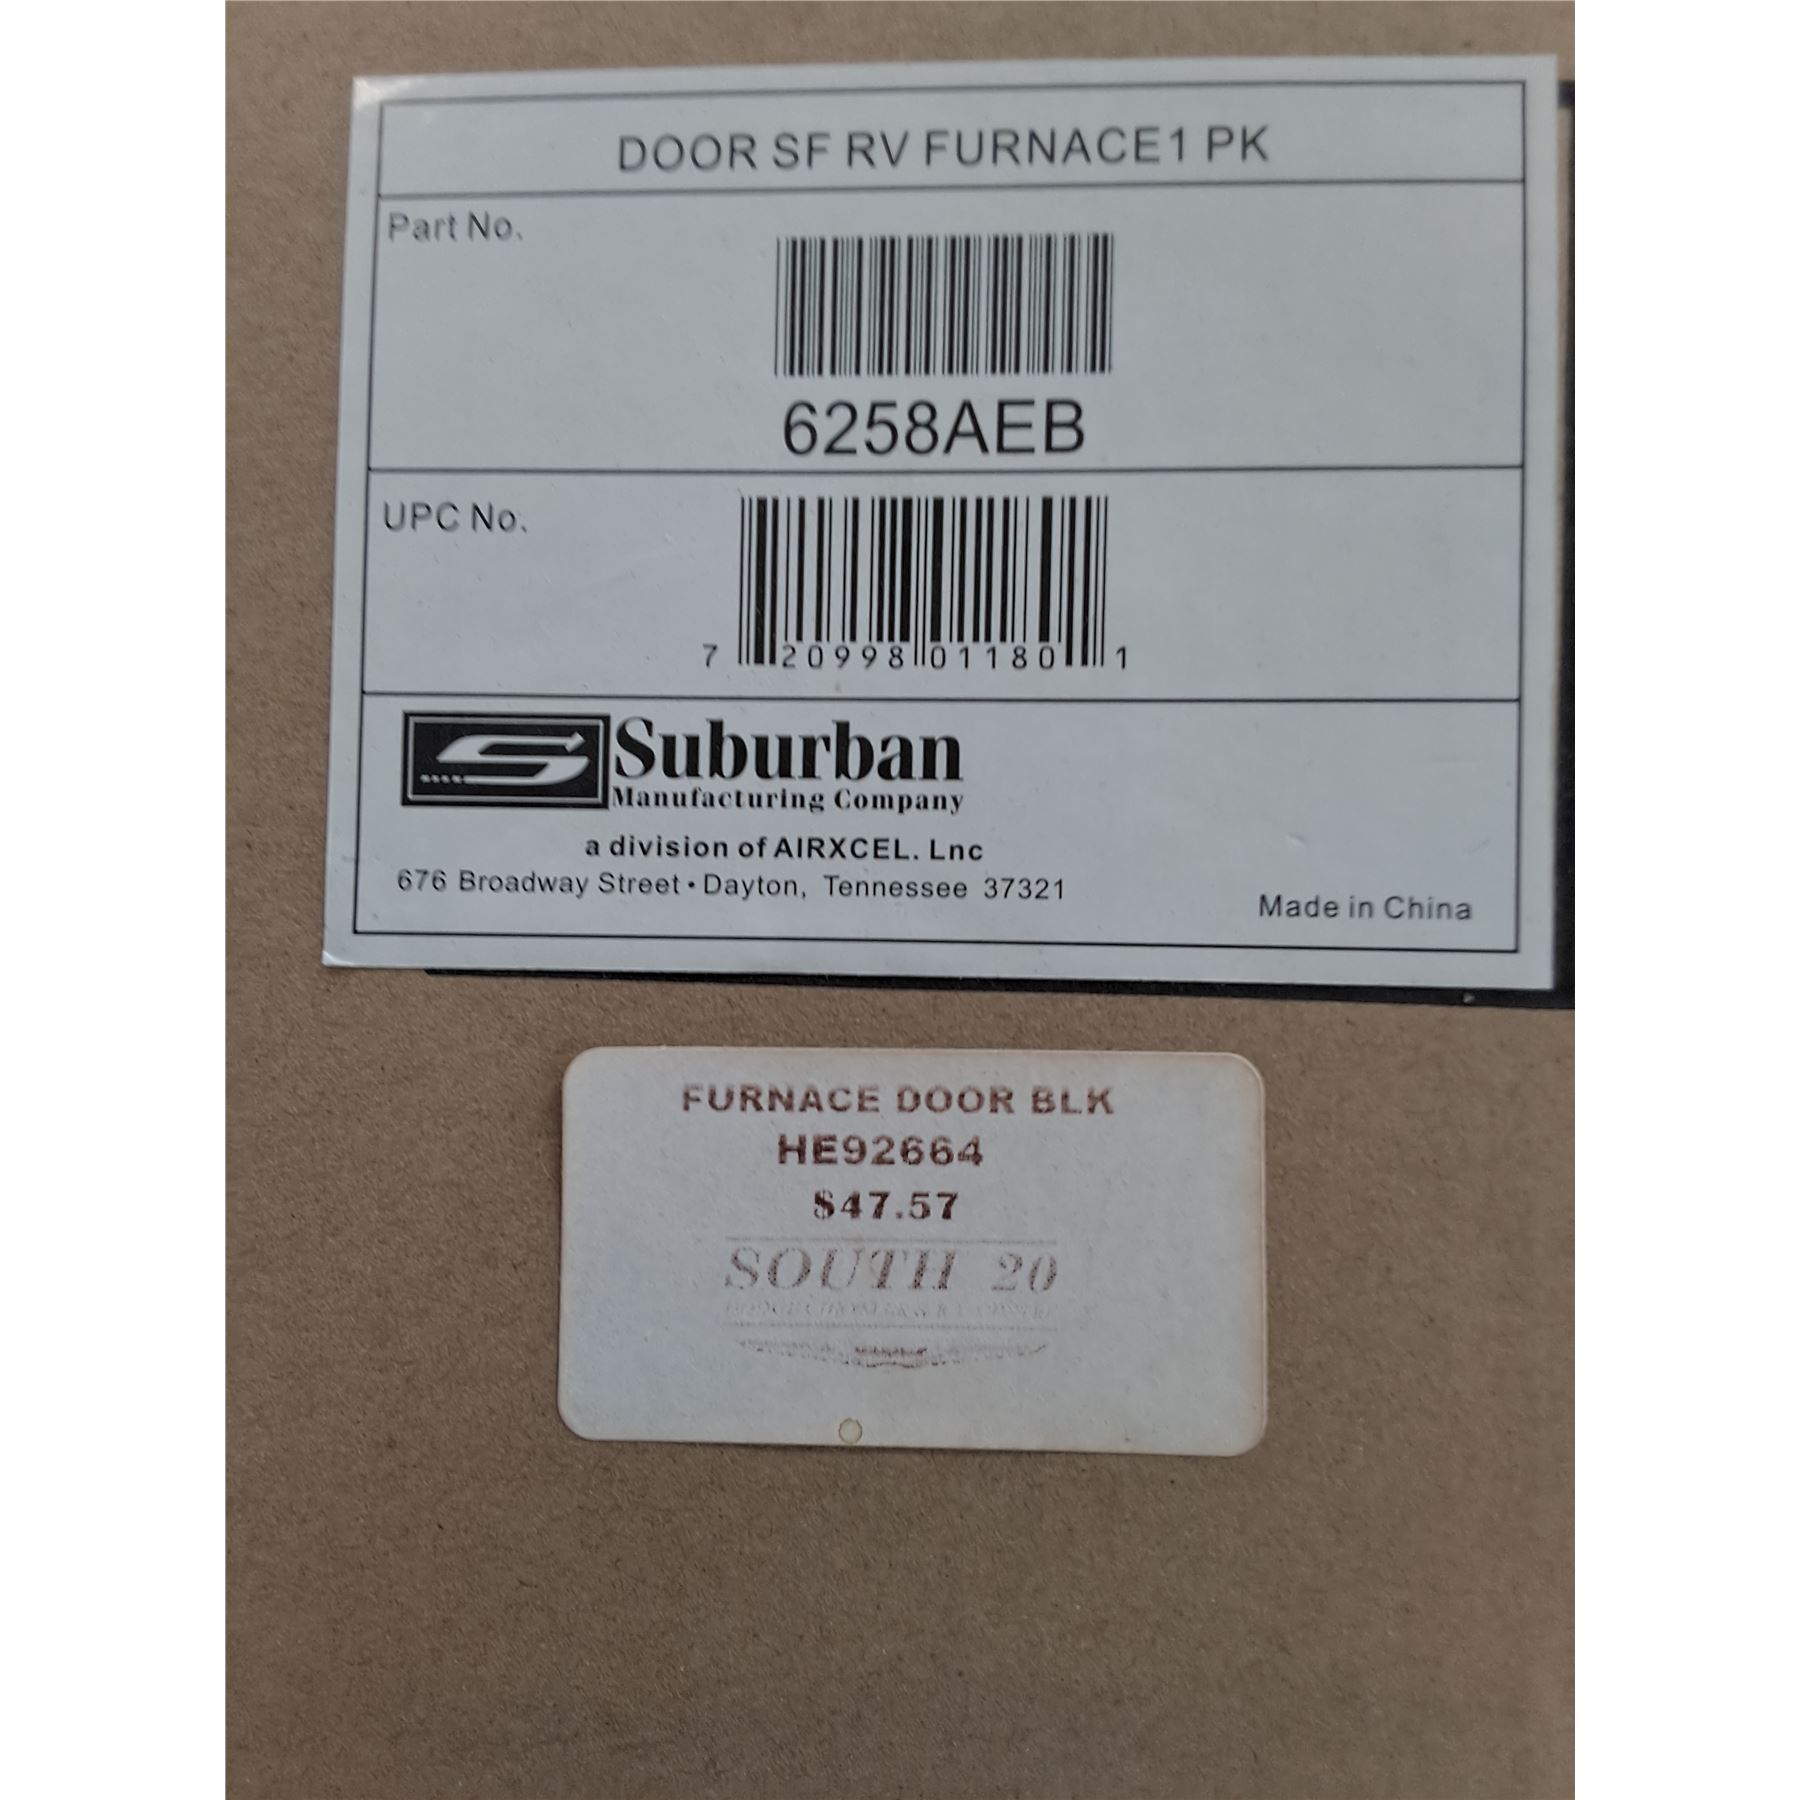 DOOR SF RV FURNACE1 PK
Part No.
6258AEB
UPC No.
7 20998 01180 1
Suburban
Manufacturing Company
a division of AIRXCEL. Lnc
676 Broadway Street • Dayton, Tennessee 37321
Made in China
FURNACE DOOR BLK
HE92664
$47.57
SOUTH 20